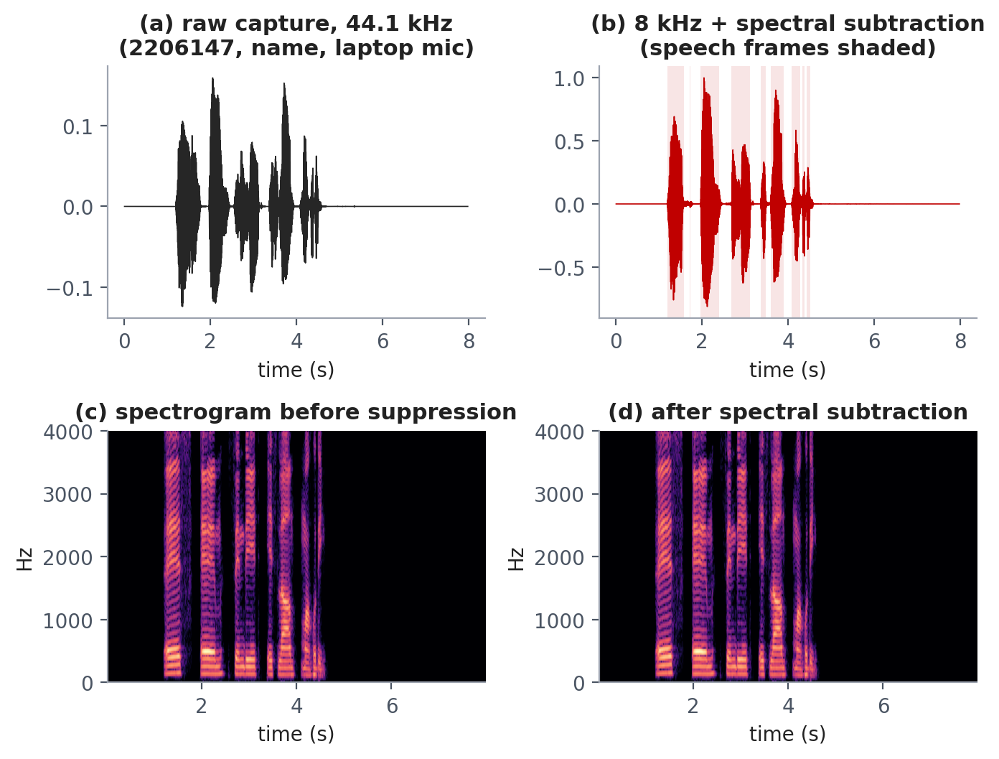 (a) raw capture, 44.1 kHz
(2206147, name, laptop mic)
0.1
0.0
−0.1
0 2 4 6 8
time (s)
(b) 8 kHz + spectral subtraction
(speech frames shaded)
1.0
0.5
0.0
−0.5
0 2 4 6 8
time (s)
(c) spectrogram before suppression
4000
3000
2000
1000
0
Hz
2 4 6
time (s)
(d) after spectral subtraction
4000
3000
2000
1000
0
Hz
2 4 6
time (s)